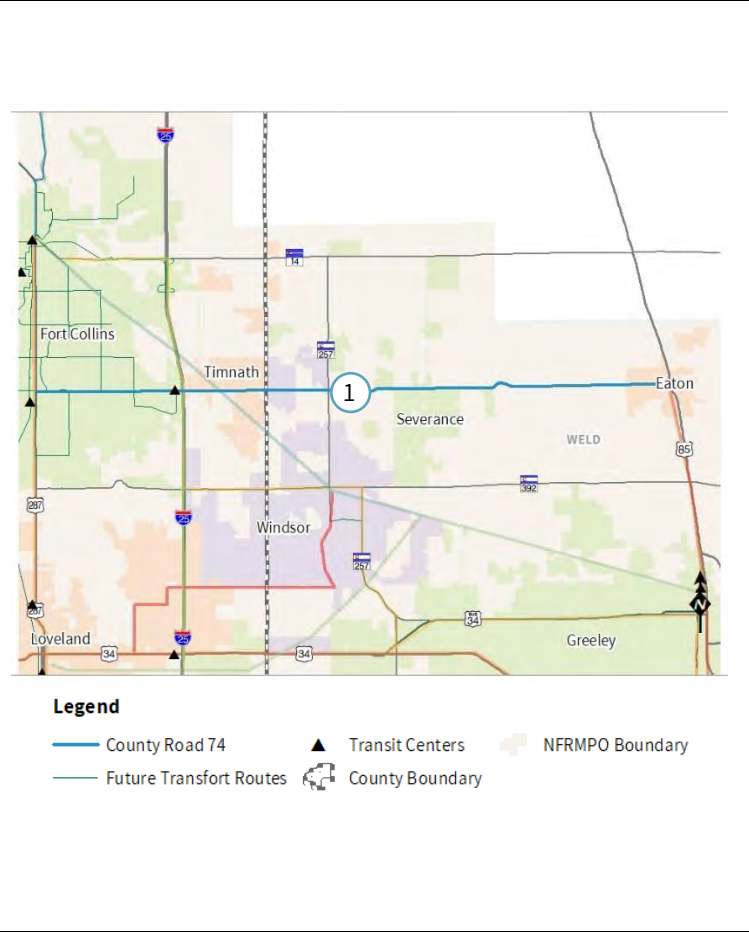 25
14
Fort Collins
257
Timnath
1
Eaton
Severance
WELD
85
392
287
25
Windsor
257
287
34
25
Loveland
34
34
Greeley
N
Legend
County Road 74
Transit Centers
NFRMPO Boundary
Future Transfort Routes
County Boundary